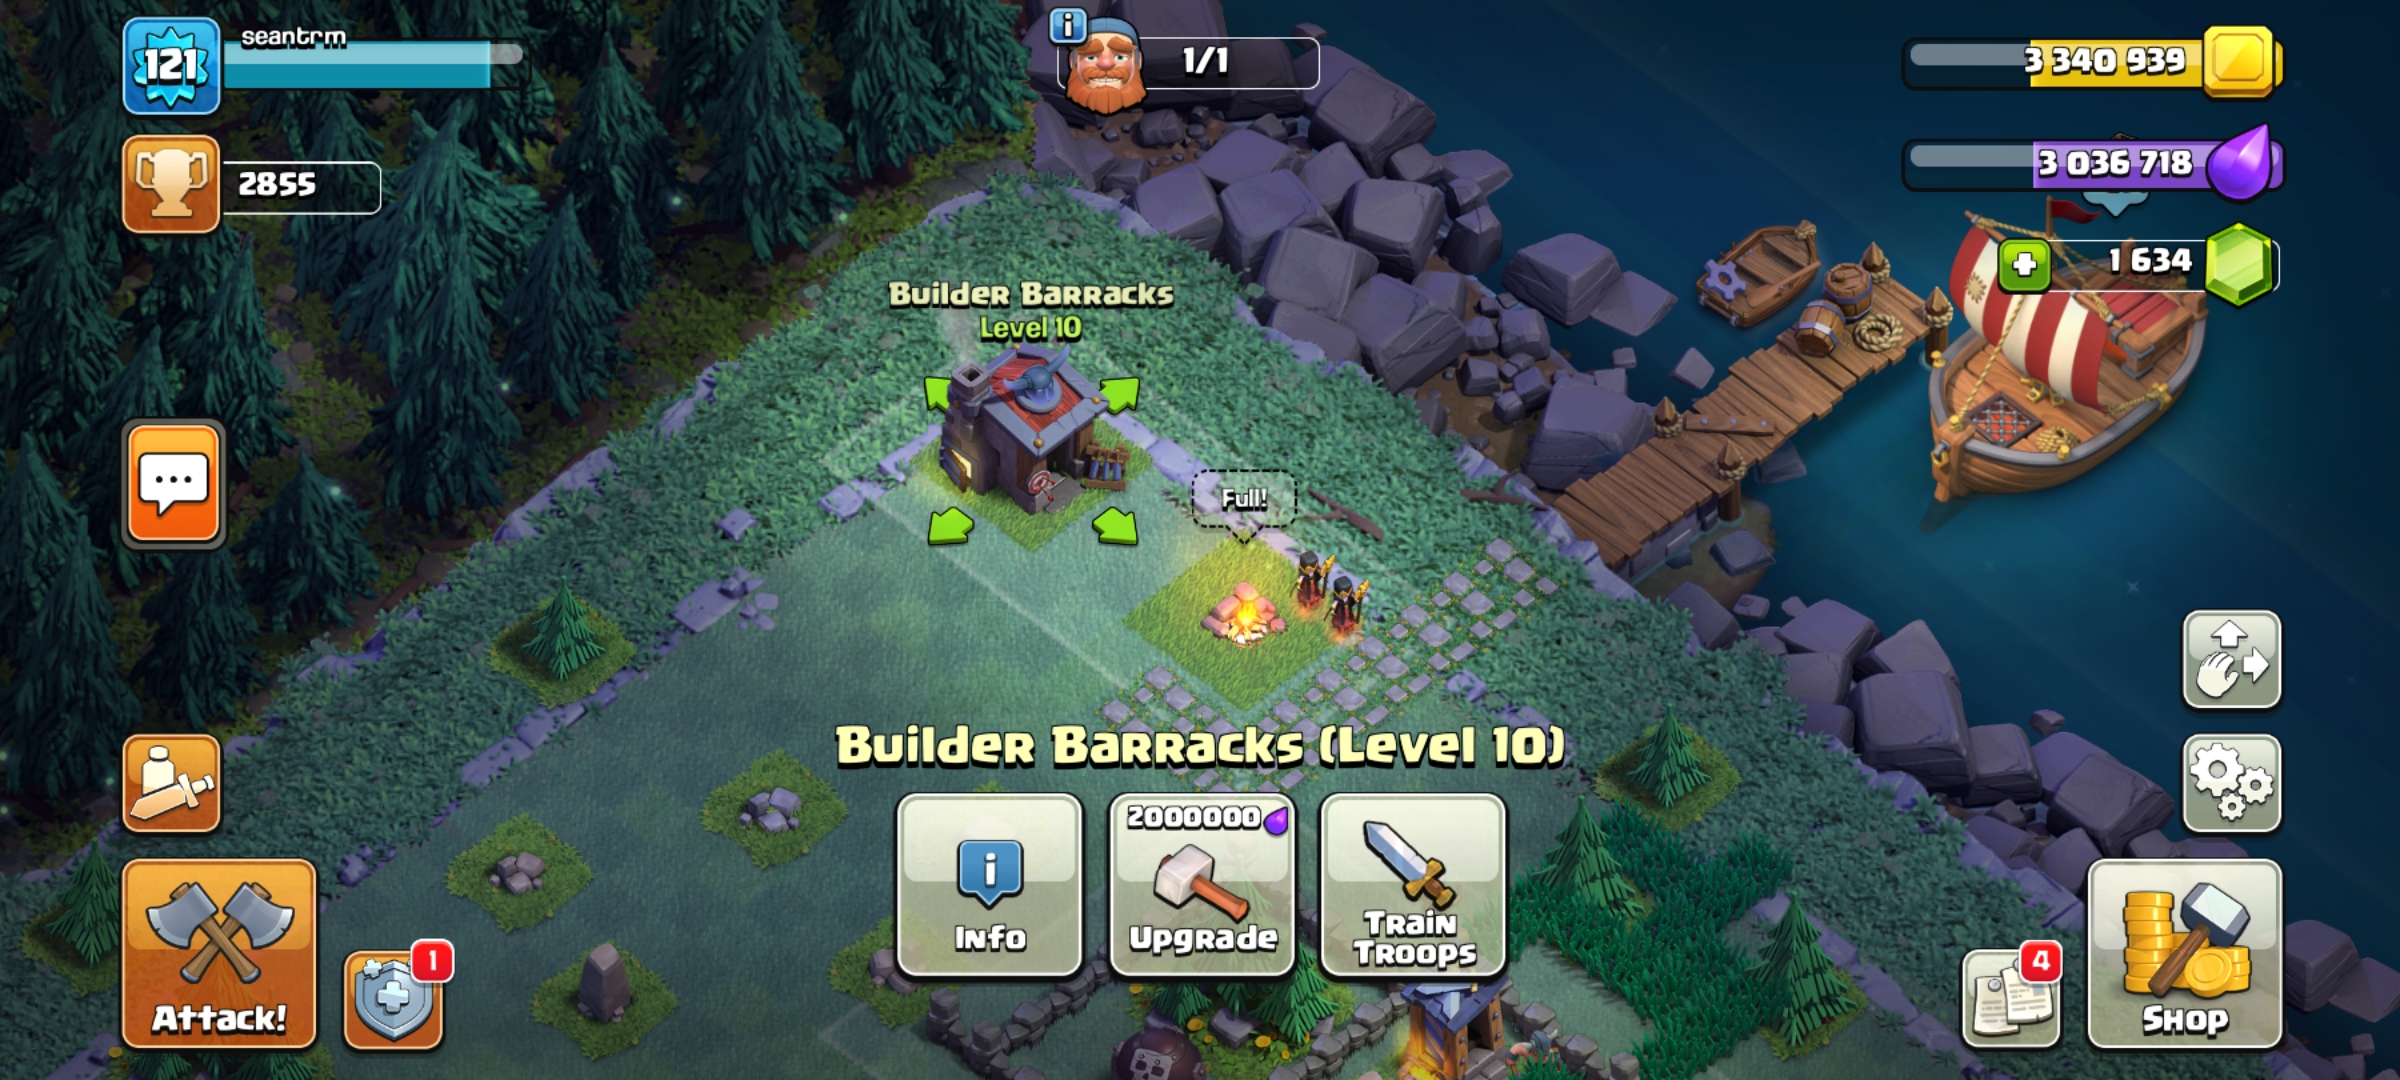 121
seantrm
1/1
3 340 939
2855
3 036 718
1 634
Builder Barracks
Level 10
Full!
Builder Barracks (Level 10)
Info
2000000
Upgrade
Train
Troops
Attack!
1
4
Shop